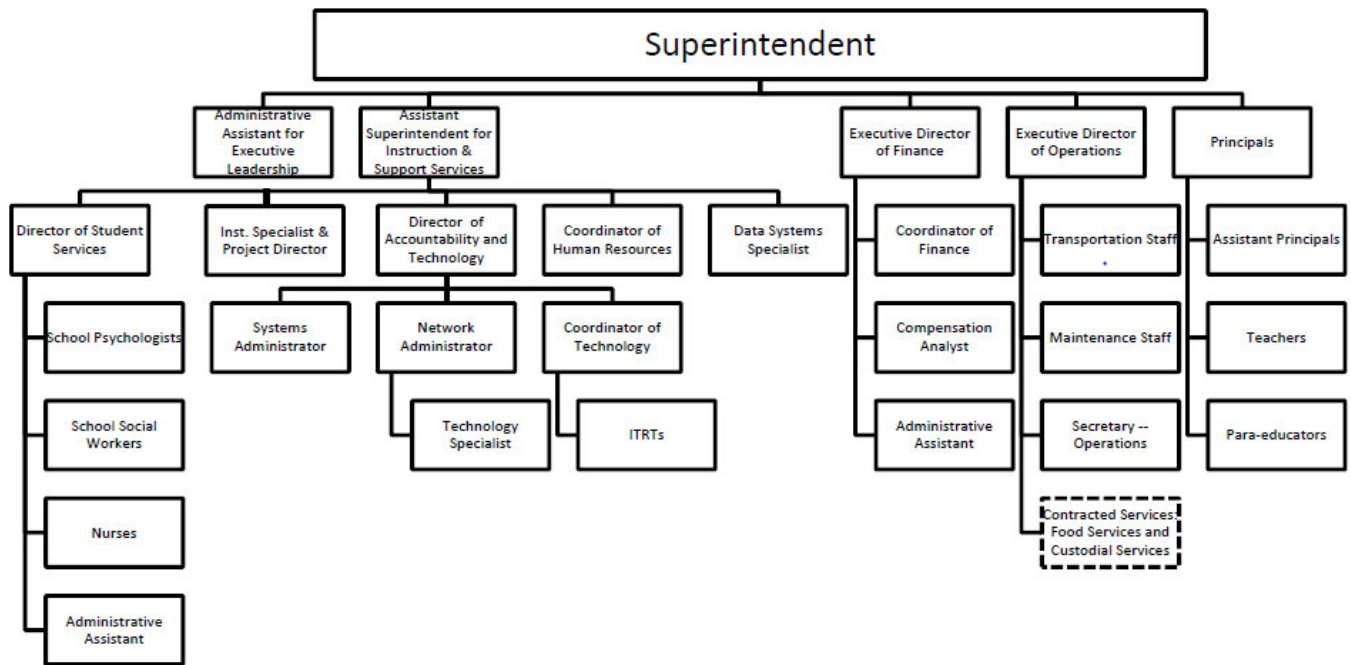 Superintendent
Administrative
Assistant for
Executive
Leadership
Assistant
Superintendent for
Instruction &
Support Services
Executive Director
of Finance
Executive Director
of Operations
Principals
Director of Student
Services
Inst. Specialist &
Project Director
Director of
Accountability and
Technology
Coordinator
of Human Resources
Data Systems
Specialist
Coordinator of
Finance
Transportation Staff
Assistant Principals
School Psychologists
Systems
Administrator
Network
Administrator
Coordinator of
Technology
Compensation
Analyst
Maintenance Staff
Teachers
School Social
Workers
Technology
Specialist
ITRTs
Administrative
Assistant
Secretary --
Operations
Para-educators
Nurses
Contracted Services:
Food Services and
Custodial Services
Administrative
Assistant